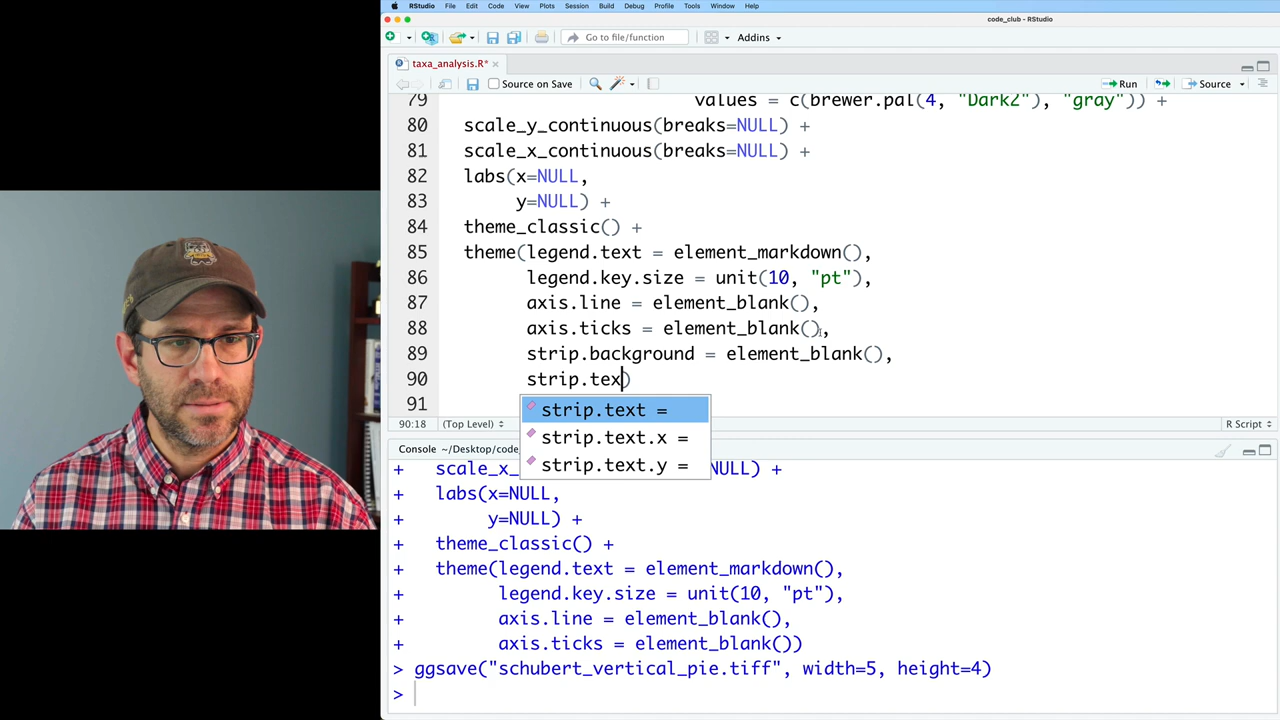 RStudio File Edit Code View Plots Session Build Debug Profile Tools Window Help
code_club - RStudio
Go to file/function Addins
taxa_analysis.R*
Source on Save Run Source
79 values = c(brewer.pal(4, "Dark2"), "gray")) +
80 scale_y_continuous(breaks=NULL) +
81 scale_x_continuous(breaks=NULL) +
82 labs(x=NULL,
83 y=NULL) +
84 theme_classic() +
85 theme(legend.text = element_markdown(),
86 legend.key.size = unit(10, "pt"),
87 axis.line = element_blank(),
88 axis.ticks = element_blank(),
89 strip.background = element_blank(),
90 strip.tex)
91
strip.text =
strip.text.x =
strip.text.y =
90:18 (Top Level) R Script
Console ~/Desktop/code_
+ scale_x_ NULL) +
+ labs(x=NULL,
+ y=NULL) +
+ theme_classic() +
+ theme(legend.text = element_markdown(),
+ legend.key.size = unit(10, "pt"),
+ axis.line = element_blank(),
+ axis.ticks = element_blank())
> ggsave("schubert_vertical_pie.tiff", width=5, height=4)
>